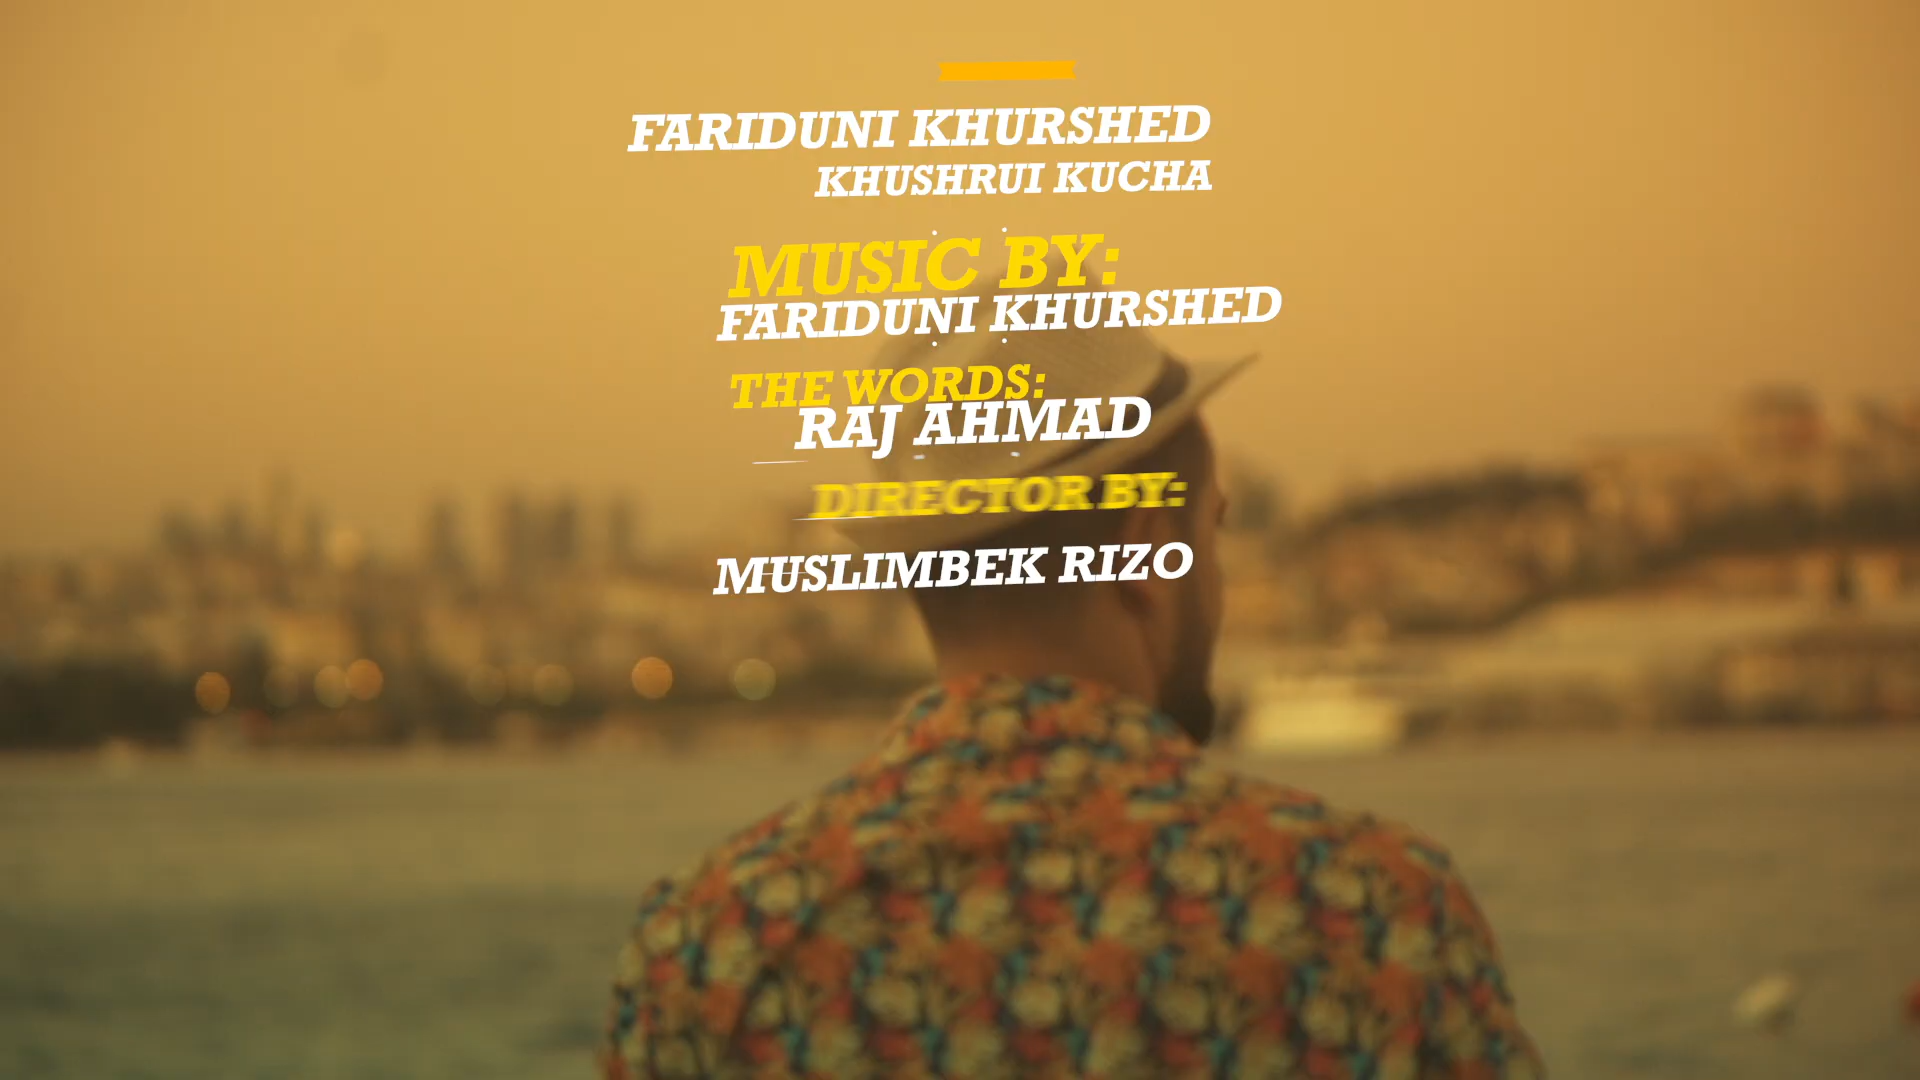 FARIDUNI KHURSHED
KHUSHRUI KUCHA
MUSIC BY:
FARIDUNI KHURSHED
THE WORDS:
RAJ AHMAD
DIRECTOR BY:
MUSLIMBEK RIZO